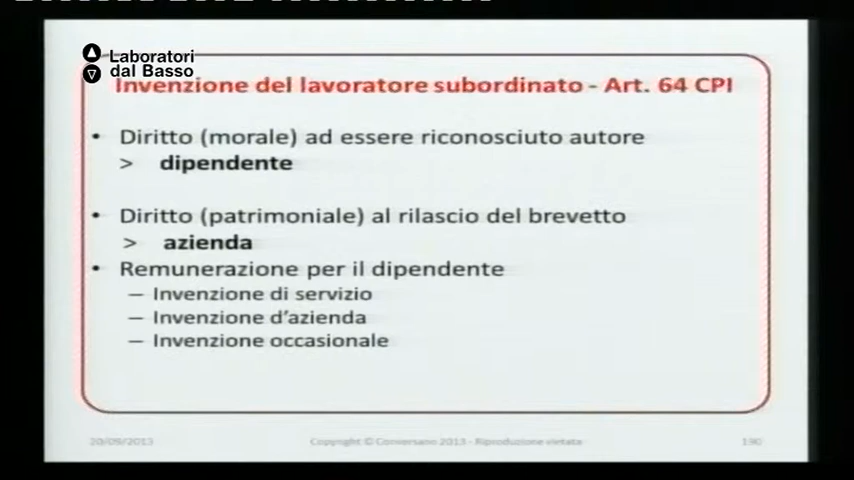 Laboratori
dal Basso
Invenzione del lavoratore subordinato - Art. 64 CPI
• Diritto (morale) ad essere riconosciuto autore
> dipendente
• Diritto (patrimoniale) al rilascio del brevetto
> azienda
• Remunerazione per il dipendente
– Invenzione di servizio
– Invenzione d'azienda
– Invenzione occasionale
20/09/2013
Copyright © Conversano 2013 - Riproduzione vietata
190